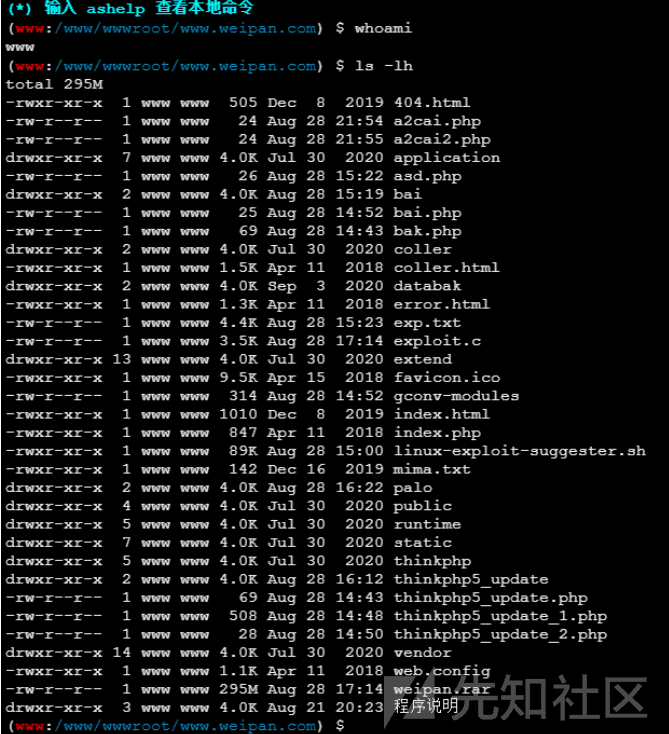 (*) 输入 ashelp 查看本地命令
(www:/www/wwwroot/www.weipan.com) $ whoami
www
(www:/www/wwwroot/www.weipan.com) $ ls -lh
total 295M
-rwxr-xr-x 1 www www 505 Dec 8 2019 404.html
-rw-r--r-- 1 www www 24 Aug 28 21:54 a2cai.php
-rw-r--r-- 1 www www 24 Aug 28 21:55 a2cai2.php
drwxr-xr-x 7 www www 4.0K Jul 30 2020 application
-rw-r--r-- 1 www www 26 Aug 28 15:22 asd.php
drwxr-xr-x 2 www www 4.0K Aug 28 15:19 bai
-rw-r--r-- 1 www www 25 Aug 28 14:52 bai.php
-rw-r--r-- 1 www www 69 Aug 28 14:43 bak.php
drwxr-xr-x 2 www www 4.0K Jul 30 2020 coller
-rwxr-xr-x 1 www www 1.5K Apr 11 2018 coller.html
drwxr-xr-x 2 www www 4.0K Sep 3 2020 databak
-rwxr-xr-x 1 www www 1.3K Apr 11 2018 error.html
-rw-r--r-- 1 www www 4.4K Aug 28 15:23 exp.txt
-rw-r--r-- 1 www www 3.5K Aug 28 17:14 exploit.c
drwxr-xr-x 13 www www 4.0K Jul 30 2020 extend
-rwxr-xr-x 1 www www 9.5K Apr 15 2018 favicon.ico
-rw-r--r-- 1 www www 314 Aug 28 14:52 gconv-modules
-rwxr-xr-x 1 www www 1010 Dec 8 2019 index.html
-rwxr-xr-x 1 www www 847 Apr 11 2018 index.php
-rwxr-xr-x 1 www www 89K Aug 28 15:00 linux-exploit-suggester.sh
-rwxr-xr-x 1 www www 142 Dec 16 2019 mima.txt
drwxr-xr-x 2 www www 4.0K Aug 28 16:22 palo
drwxr-xr-x 4 www www 4.0K Jul 30 2020 public
drwxr-xr-x 5 www www 4.0K Jul 30 2020 runtime
drwxr-xr-x 7 www www 4.0K Jul 30 2020 static
drwxr-xr-x 5 www www 4.0K Jul 30 2020 thinkphp
drwxr-xr-x 2 www www 4.0K Aug 28 16:12 thinkphp5_update
-rw-r--r-- 1 www www 69 Aug 28 14:43 thinkphp5_update.php
-rw-r--r-- 1 www www 508 Aug 28 14:48 thinkphp5_update_1.php
-rw-r--r-- 1 www www 28 Aug 28 14:50 thinkphp5_update_2.php
drwxr-xr-x 14 www www 4.0K Jul 30 2020 vendor
-rwxr-xr-x 1 www www 1.1K Apr 11 2018 web.config
-rw-r--r-- 1 www www 295M Aug 28 17:14 weipan.rar
drwxr-xr-x 3 www www 4.0K Aug 21 20:23 程序说明
(www:/www/wwwroot/www.weipan.com) $
先知社区